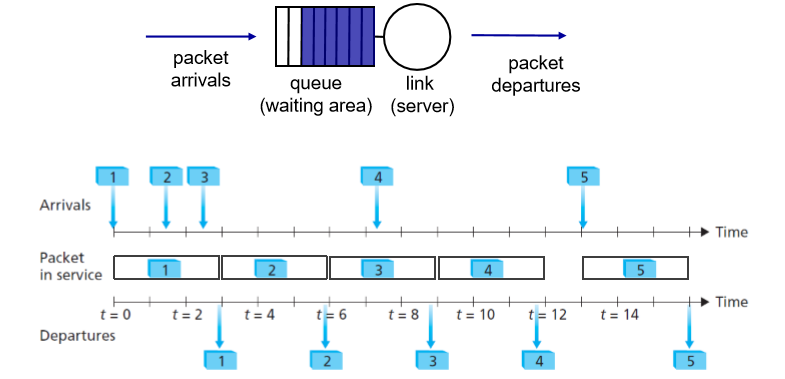 packet
arrivals
queue
(waiting area)
link
(server)
packet
departures
1 2 3 4 5
Arrivals
Time
Packet
in service
1 2 3 4 5
Time
t = 0 t = 2 t = 4 t = 6 t = 8 t = 10 t = 12 t = 14
Departures
1 2 3 4 5